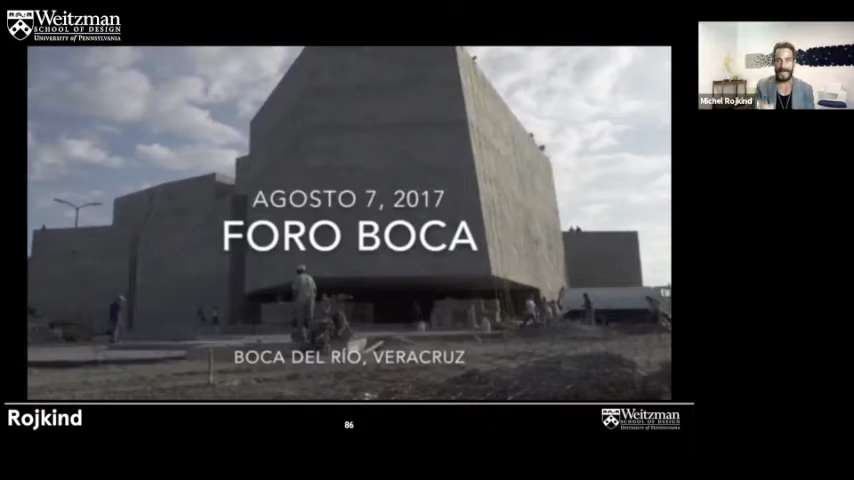 Weitzman
SCHOOL OF DESIGN
UNIVERSITY of PENNSYLVANIA
Michel Rojkind
AGOSTO 7, 2017
FORO BOCA
BOCA DEL RÍO, VERACRUZ
Rojkind
86
Weitzman
SCHOOL OF DESIGN
UNIVERSITY of PENNSYLVANIA